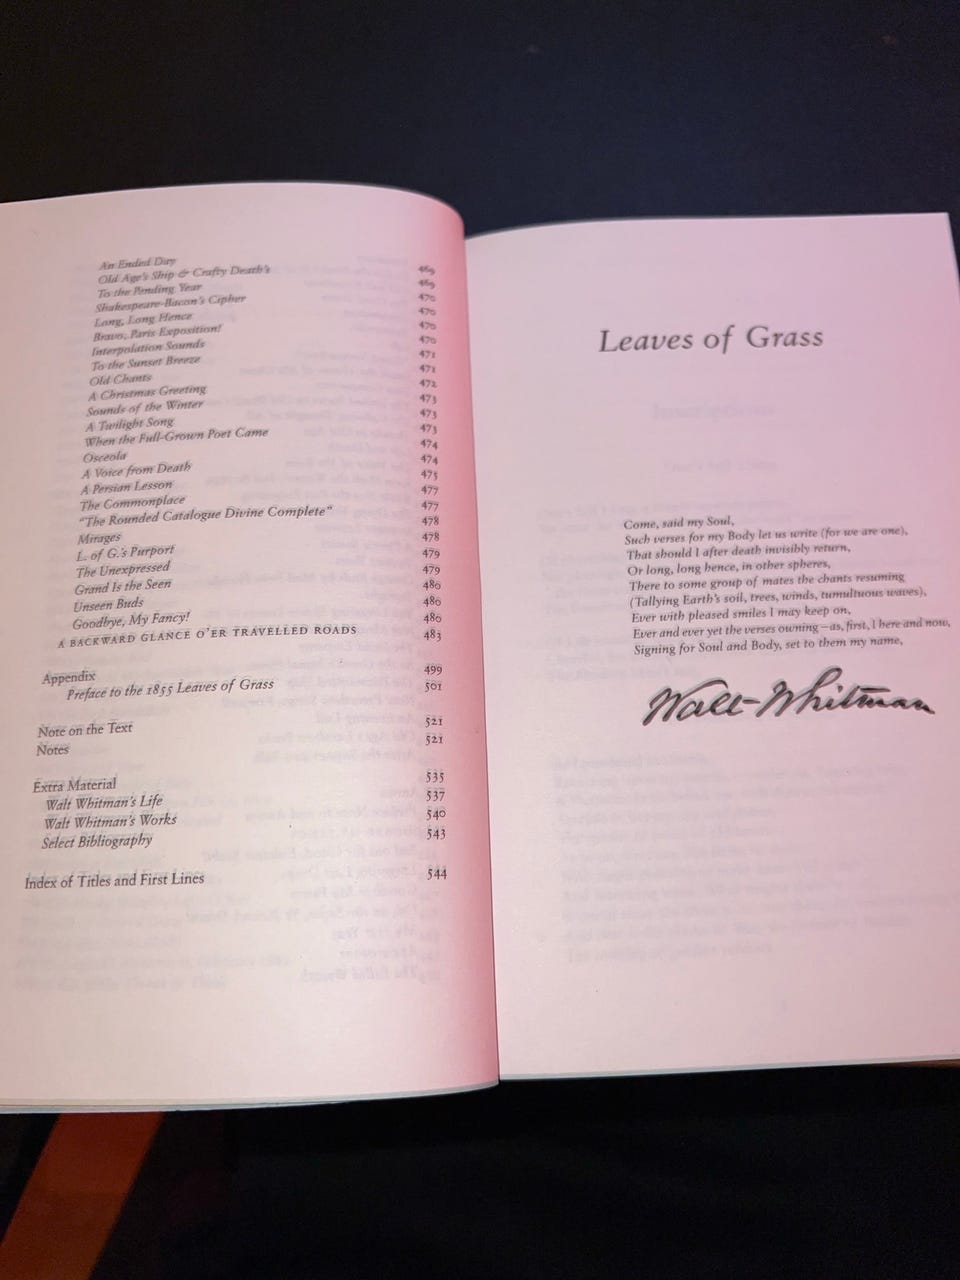 An Ended Day 469
Old Age's Ship & Crafty Death's 469
To the Pending Year 470
Shakespeare-Bacon's Cipher 470
Long, Long Hence 470
Bravo, Paris Exposition! 470
Interpolation Sounds 471
To the Sunset Breeze 471
Old Chants 472
A Christmas Greeting 473
Sounds of the Winter 473
A Twilight Song 473
When the Full-Grown Poet Came 474
Osceola 474
A Voice from Death 475
A Persian Lesson 477
The Commonplace 477
"The Rounded Catalogue Divine Complete" 478
Mirages 478
L. of G.'s Purport 479
The Unexpressed 479
Grand Is the Seen 480
Unseen Buds 480
Goodbye, My Fancy! 480
A BACKWARD GLANCE O'ER TRAVELLED ROADS 483
Appendix 499
Preface to the 1855 Leaves of Grass 501
Note on the Text 521
Notes 521
Extra Material 535
Walt Whitman's Life 537
Walt Whitman's Works 540
Select Bibliography 543
Index of Titles and First Lines 544
Leaves of Grass
Come, said my Soul,
Such verses for my Body let us write (for we are one),
That should I after death invisibly return,
Or long, long hence, in other spheres,
There to some group of mates the chants resuming
(Tallying Earth's soil, trees, winds, tumultuous waves),
Ever with pleased smiles I may keep on,
Ever and ever yet the verses owning – as, first, I here and now,
Signing for Soul and Body, set to them my name,
Walt Whitman